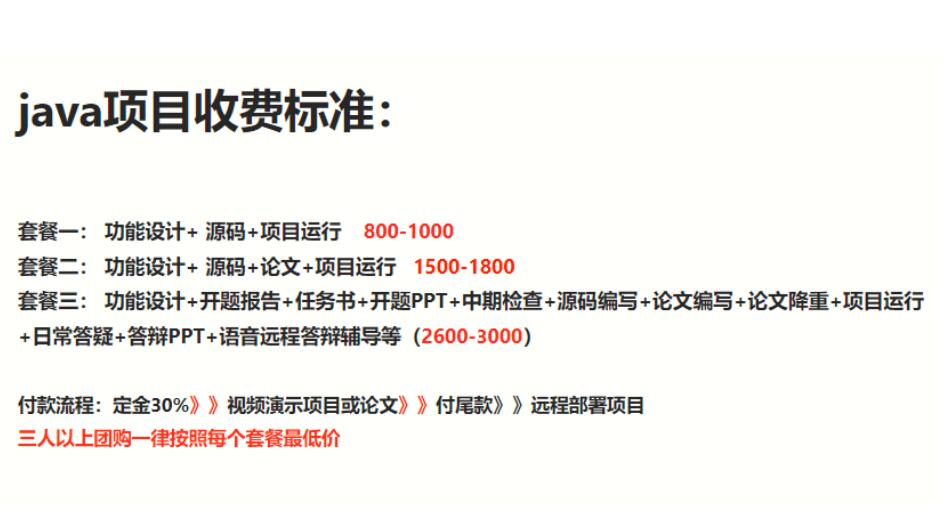 java项目收费标准：
套餐一： 功能设计+ 源码+项目运行 800-1000
套餐二： 功能设计+ 源码+论文+项目运行 1500-1800
套餐三： 功能设计+开题报告+任务书+开题PPT+中期检查+源码编写+论文编写+论文降重+项目运行
+日常答疑+答辩PPT+语音远程答辩辅导等（2600-3000）
付款流程：定金30%》》视频演示项目或论文》》付尾款》》远程部署项目
三人以上团购一律按照每个套餐最低价